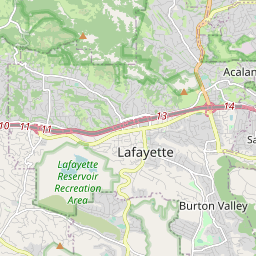 Acalan
13
14
10
11
11
Lafayette
Sa
Lafayette
Reservoir
Recreation
Area
Burton Valley